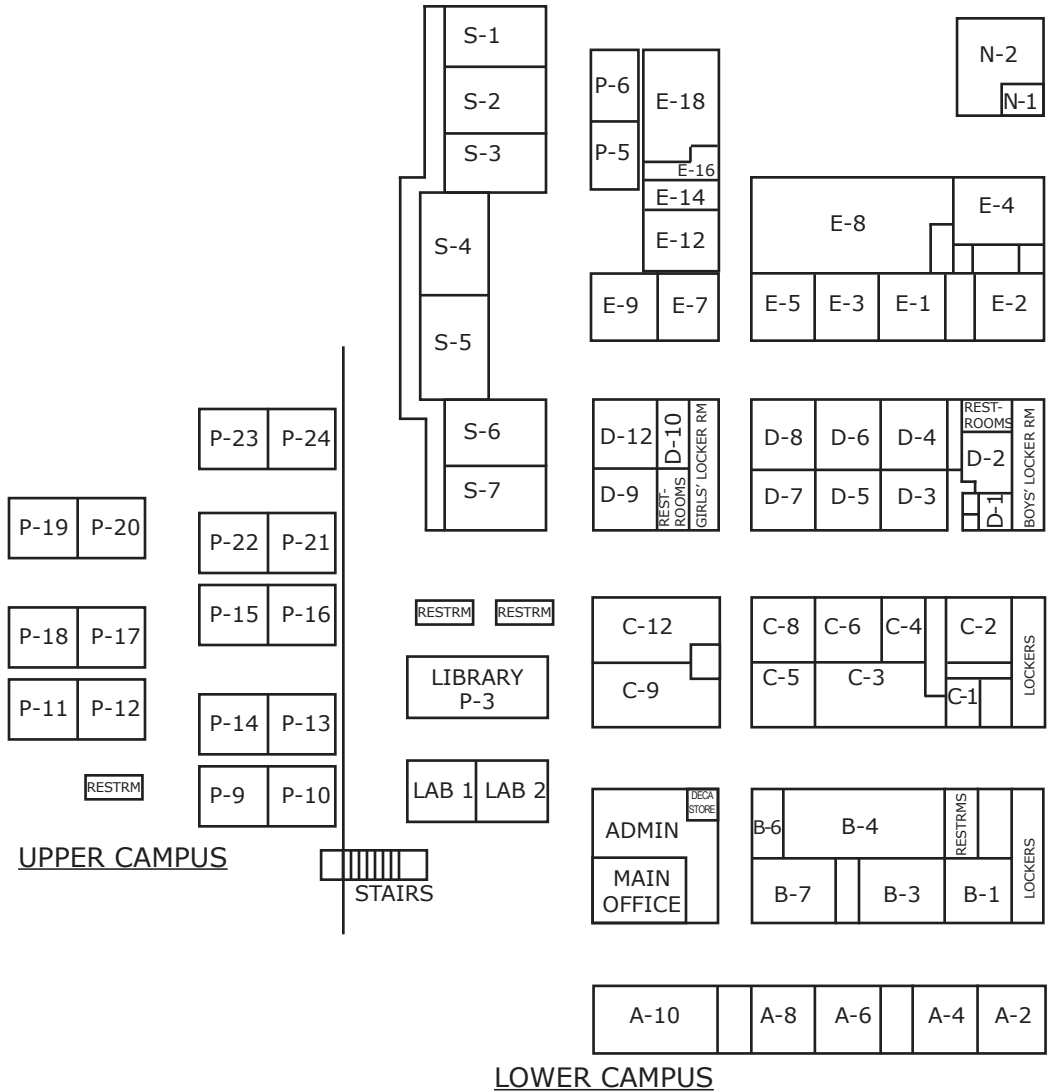 S-1
S-2
S-3
S-4
S-5
S-6
S-7
P-6
P-5
E-18
E-16
E-14
E-12
E-9
E-7
N-2
N-1
E-8
E-4
E-5
E-3
E-1
E-2
P-23
P-24
P-19
P-20
P-22
P-21
P-15
P-16
P-18
P-17
P-11
P-12
P-14
P-13
P-9
P-10
RESTRM
UPPER CAMPUS
STAIRS
RESTRM
RESTRM
LIBRARY
P-3
LAB 1
LAB 2
D-12
D-10
D-9
REST-
ROOMS
GIRLS' LOCKER RM
D-8
D-6
D-4
REST-
ROOMS
D-2
D-7
D-5
D-3
D-1
BOYS' LOCKER RM
C-12
C-9
C-8
C-6
C-4
C-2
C-5
C-3
C-1
LOCKERS
ADMIN
DECA
STORE
MAIN
OFFICE
B-6
B-4
RESTRMS
B-7
B-3
B-1
LOCKERS
A-10
A-8
A-6
A-4
A-2
LOWER CAMPUS